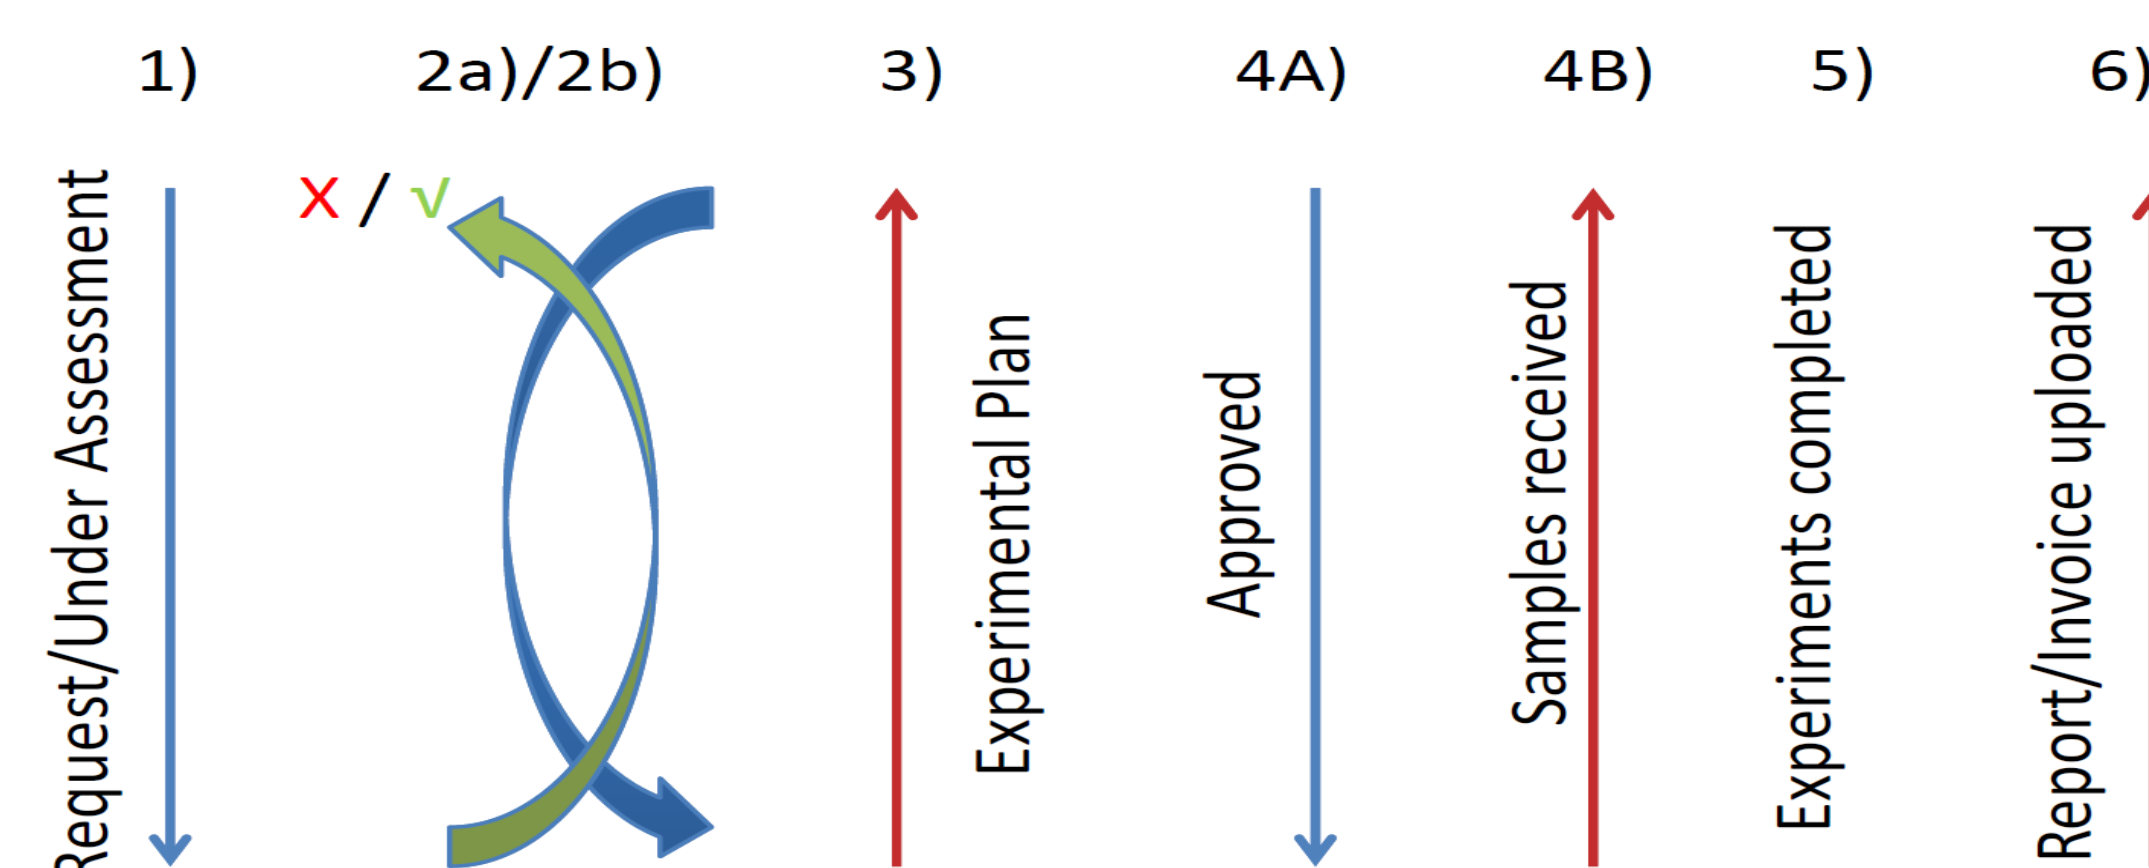 1) 2a)/2b) 3) 4A) 4B) 5) 6)
X / √
Request/Under Assessment
Experimental Plan
Approved
Samples received
Experiments completed
Report/Invoice uploaded